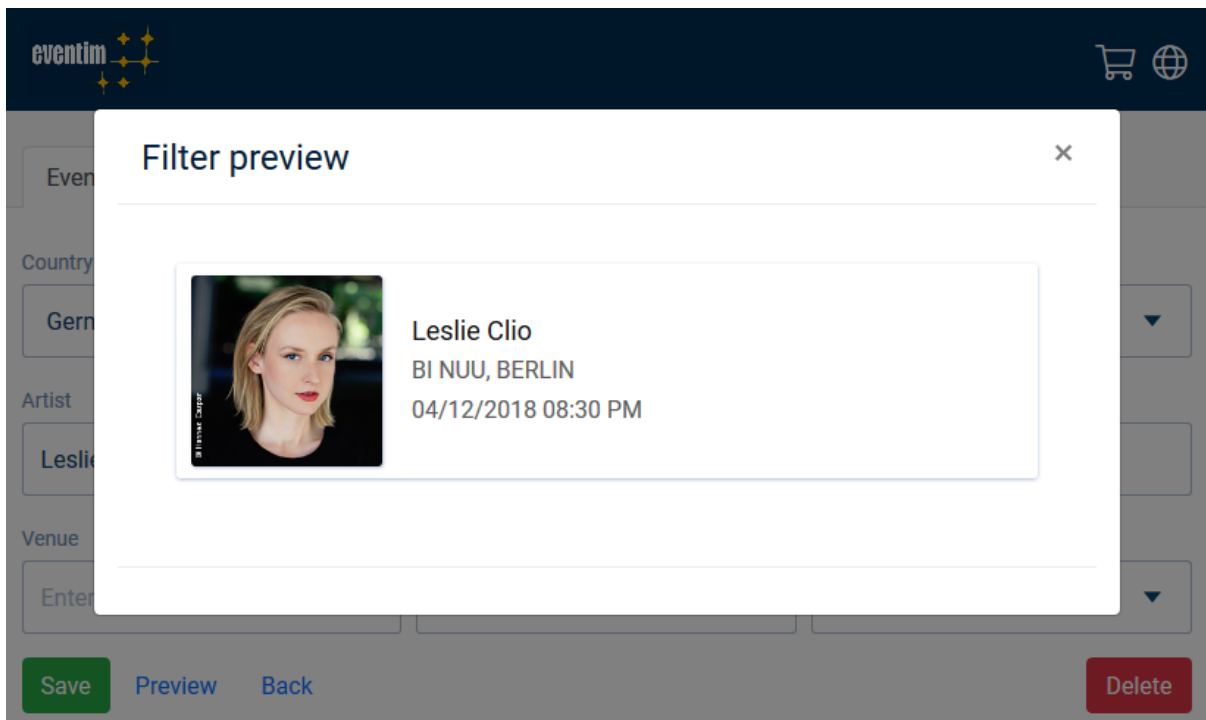 eventim
Filter preview
×
Even
Country
Gern
Leslie Clio
BI NUU, BERLIN
04/12/2018 08:30 PM
Artist
Leslie
Venue
Enter
Save
Preview
Back
Delete